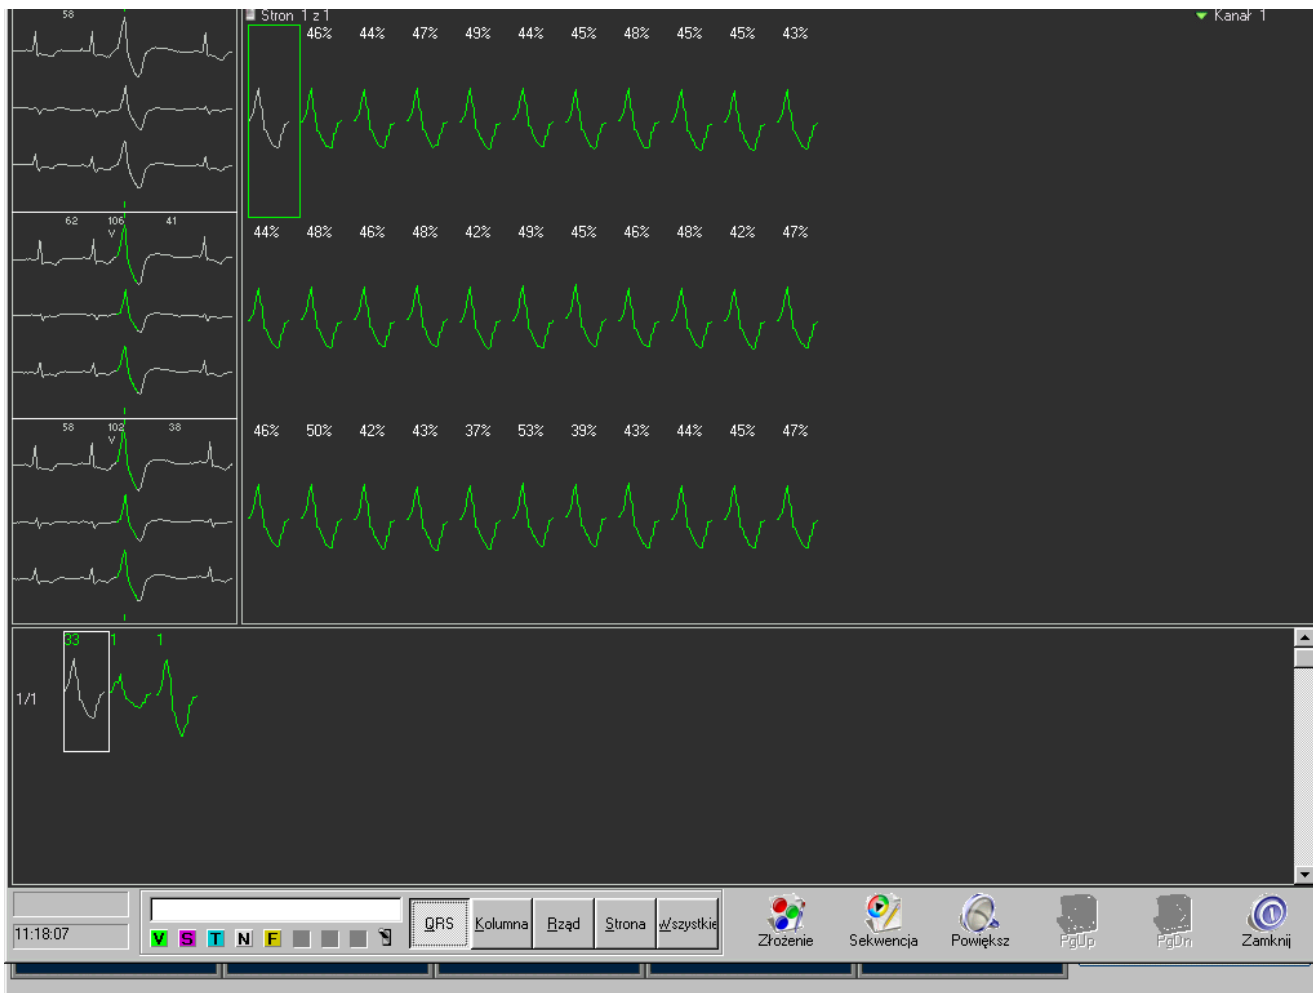 58
Stron 1 z 1
Kanał 1
46% 44% 47% 49% 44% 45% 48% 45% 45% 43%
62 106 41
V
44% 48% 46% 48% 42% 49% 45% 46% 48% 42% 47%
58 102 38
V
46% 50% 42% 43% 37% 53% 39% 43% 44% 45% 47%
33 1 1
1/1
11:18:07
V S T N F
QRS Kolumna Rząd Strona Wszystkie
Złożenie Sekwencja Powiększ PgUp PgDn Zamknij